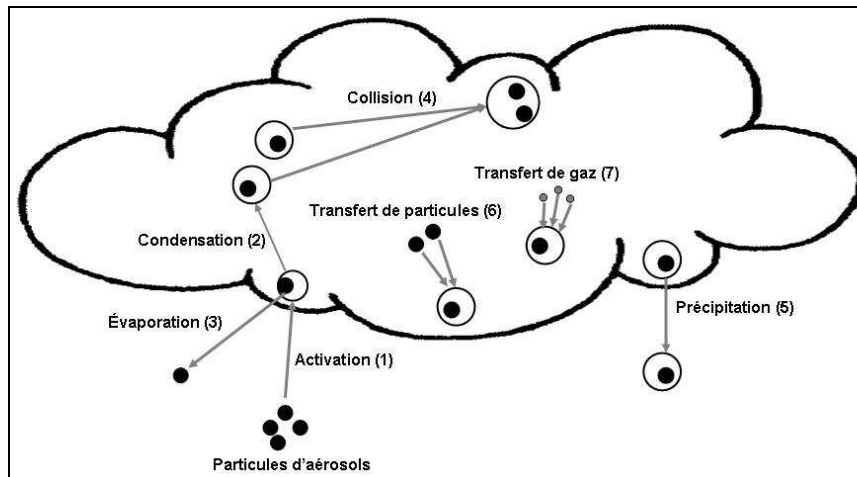 Collision (4)
Transfert de gaz (7)
Transfert de particules (6)
Condensation (2)
Évaporation (3)
Précipitation (5)
Activation (1)
Particules d'aérosols